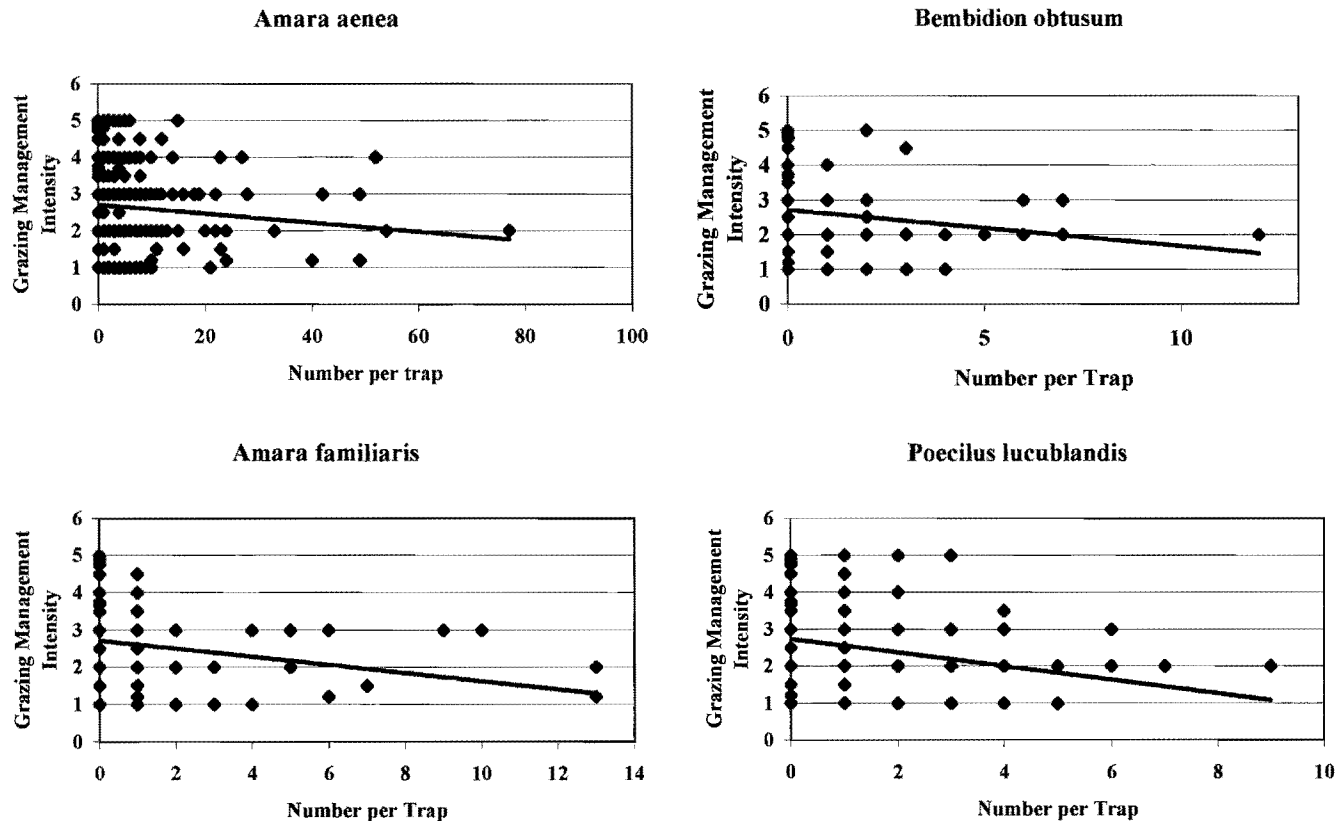 Amara aenea
Grazing Management
Intensity
6
5
4
3
2
1
0
0 20 40 60 80 100
Number per trap
Bembidion obtusum
Grazing Management
Intensity
6
5
4
3
2
1
0
0 5 10
Number per Trap
Amara familiaris
Grazing Management
Intensity
6
5
4
3
2
1
0
0 2 4 6 8 10 12 14
Number per Trap
Poecilus lucublandis
Grazing Management
Intensity
6
5
4
3
2
1
0
0 2 4 6 8 10
Number per Trap